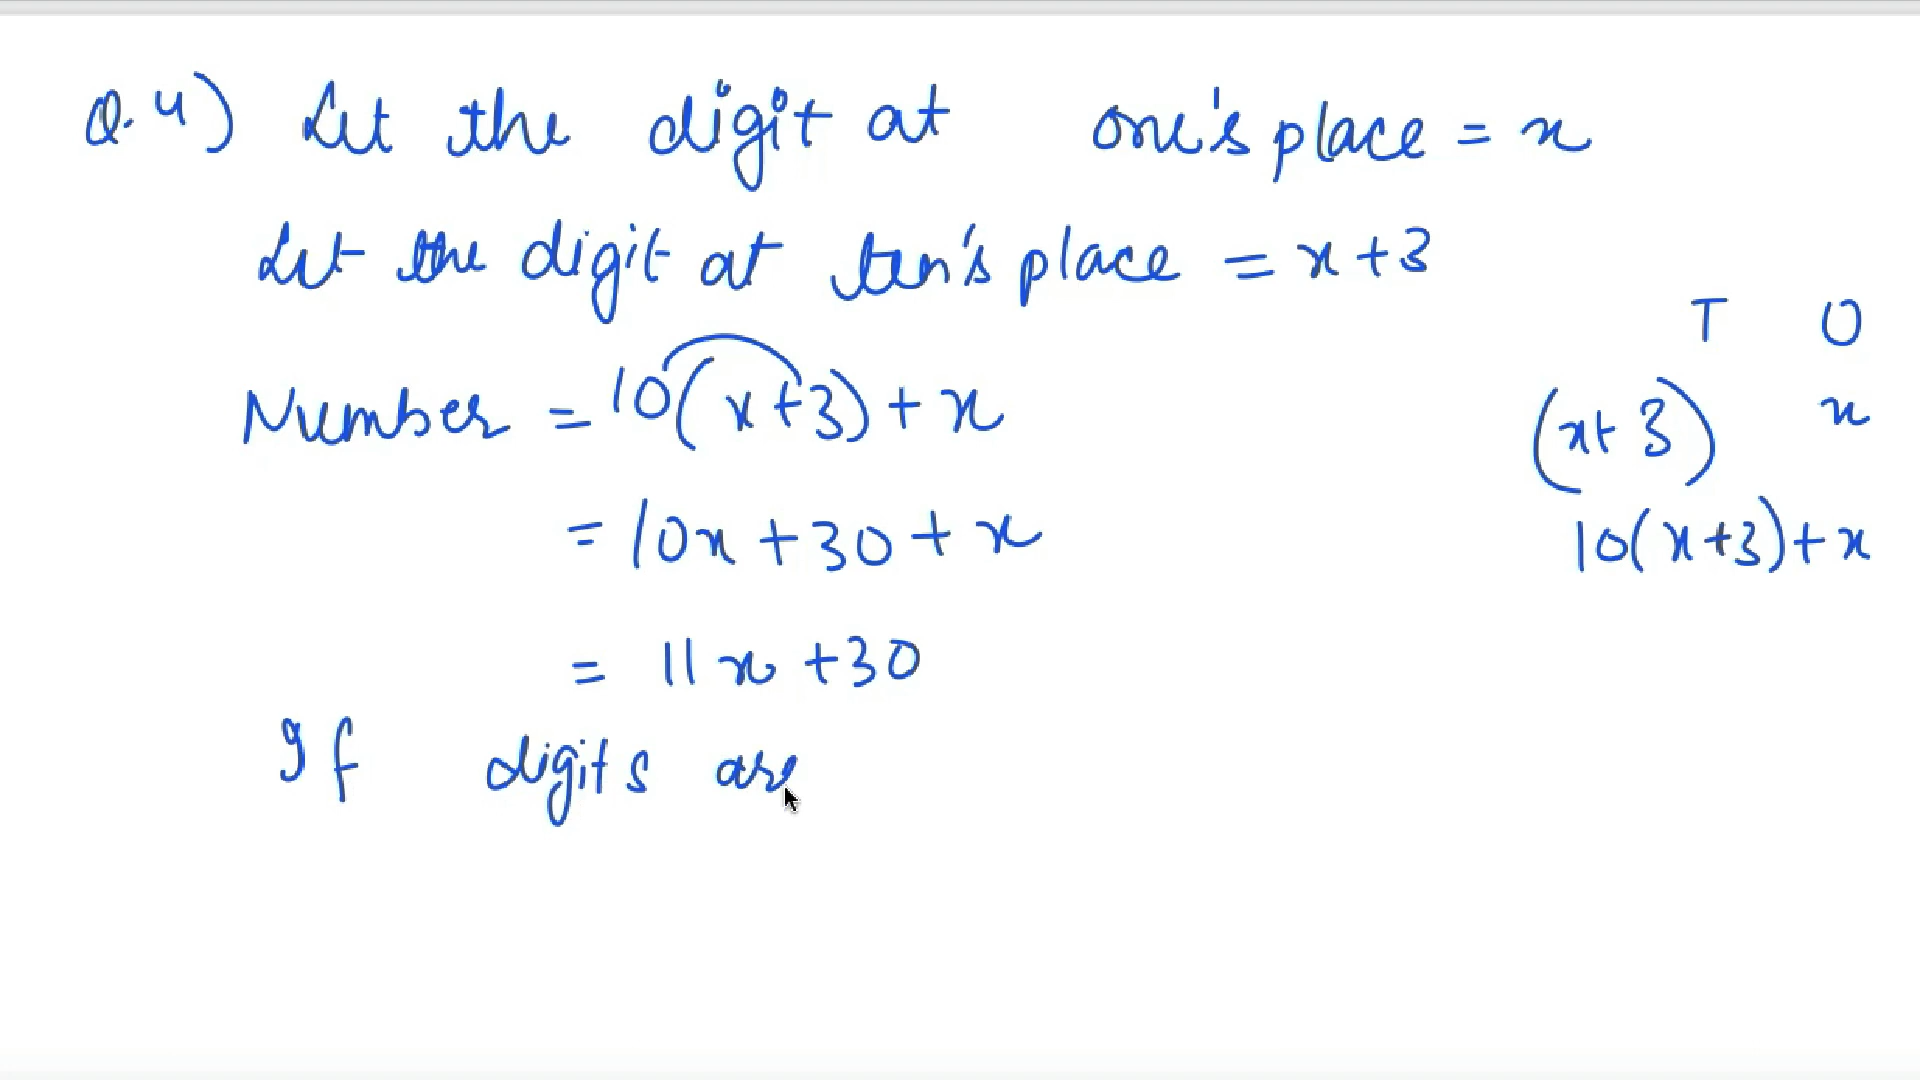 Q.4) Let the digit at one's place = x
Let the digit at ten's place = x+3
Number = 10(x+3)+x
= 10x+30+x
= 11x+30
If digits are
T O
(x+3) x
10(x+3)+x